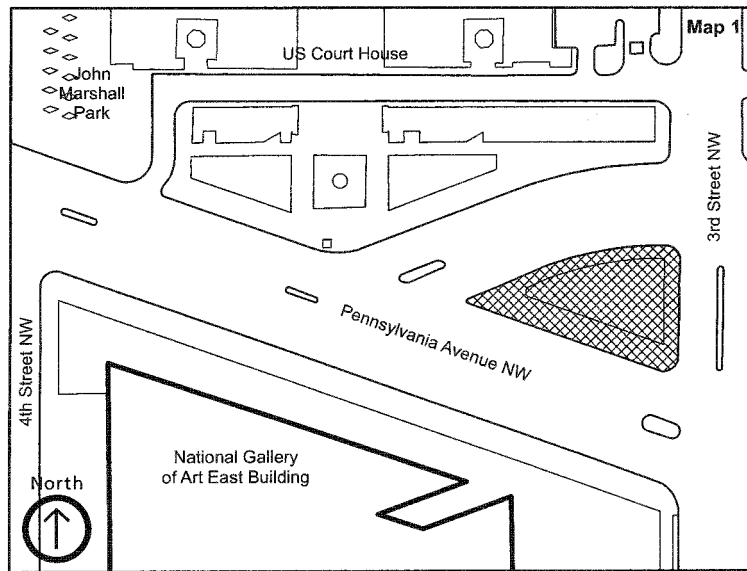 Map 1
US Court House
John
Marshall
Park
3rd Street NW
Pennsylvania Avenue NW
4th Street NW
National Gallery
of Art East Building
North